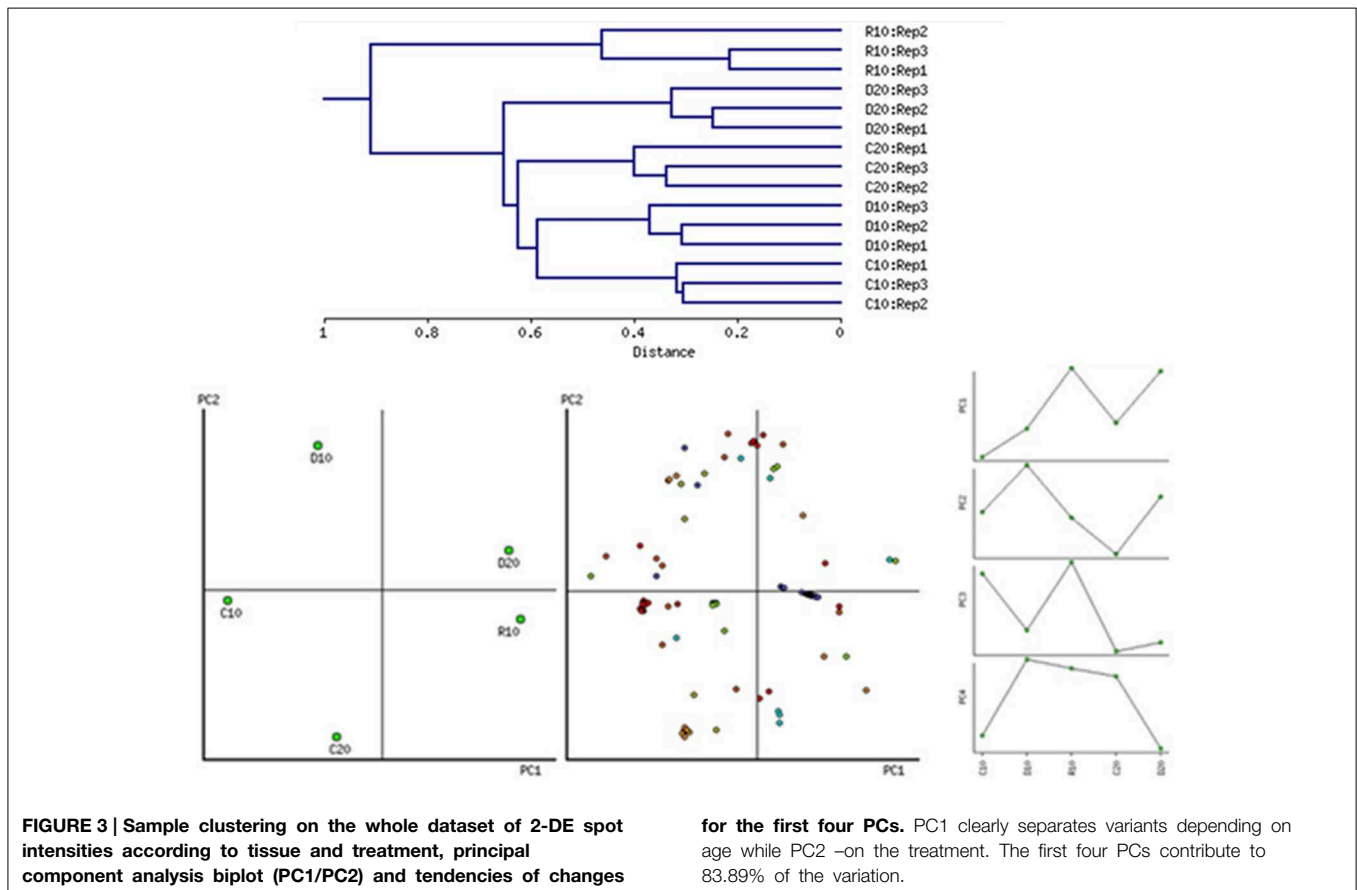 R10:Rep2
R10:Rep3
R10:Rep1
D20:Rep3
D20:Rep2
D20:Rep1
C20:Rep1
C20:Rep3
C20:Rep2
D10:Rep3
D10:Rep2
D10:Rep1
C10:Rep1
C10:Rep3
C10:Rep2
1 0.8 0.6 0.4 0.2 0
Distance
PC2
D10
D20
C10
R10
C20
PC1
PC2
PC1
PC1
PC2
PC3
PC4
C10 D10 R10 C20 D20
FIGURE 3 | Sample clustering on the whole dataset of 2-DE spot
intensities according to tissue and treatment, principal
component analysis biplot (PC1/PC2) and tendencies of changes
for the first four PCs. PC1 clearly separates variants depending on
age while PC2 –on the treatment. The first four PCs contribute to
83.89% of the variation.